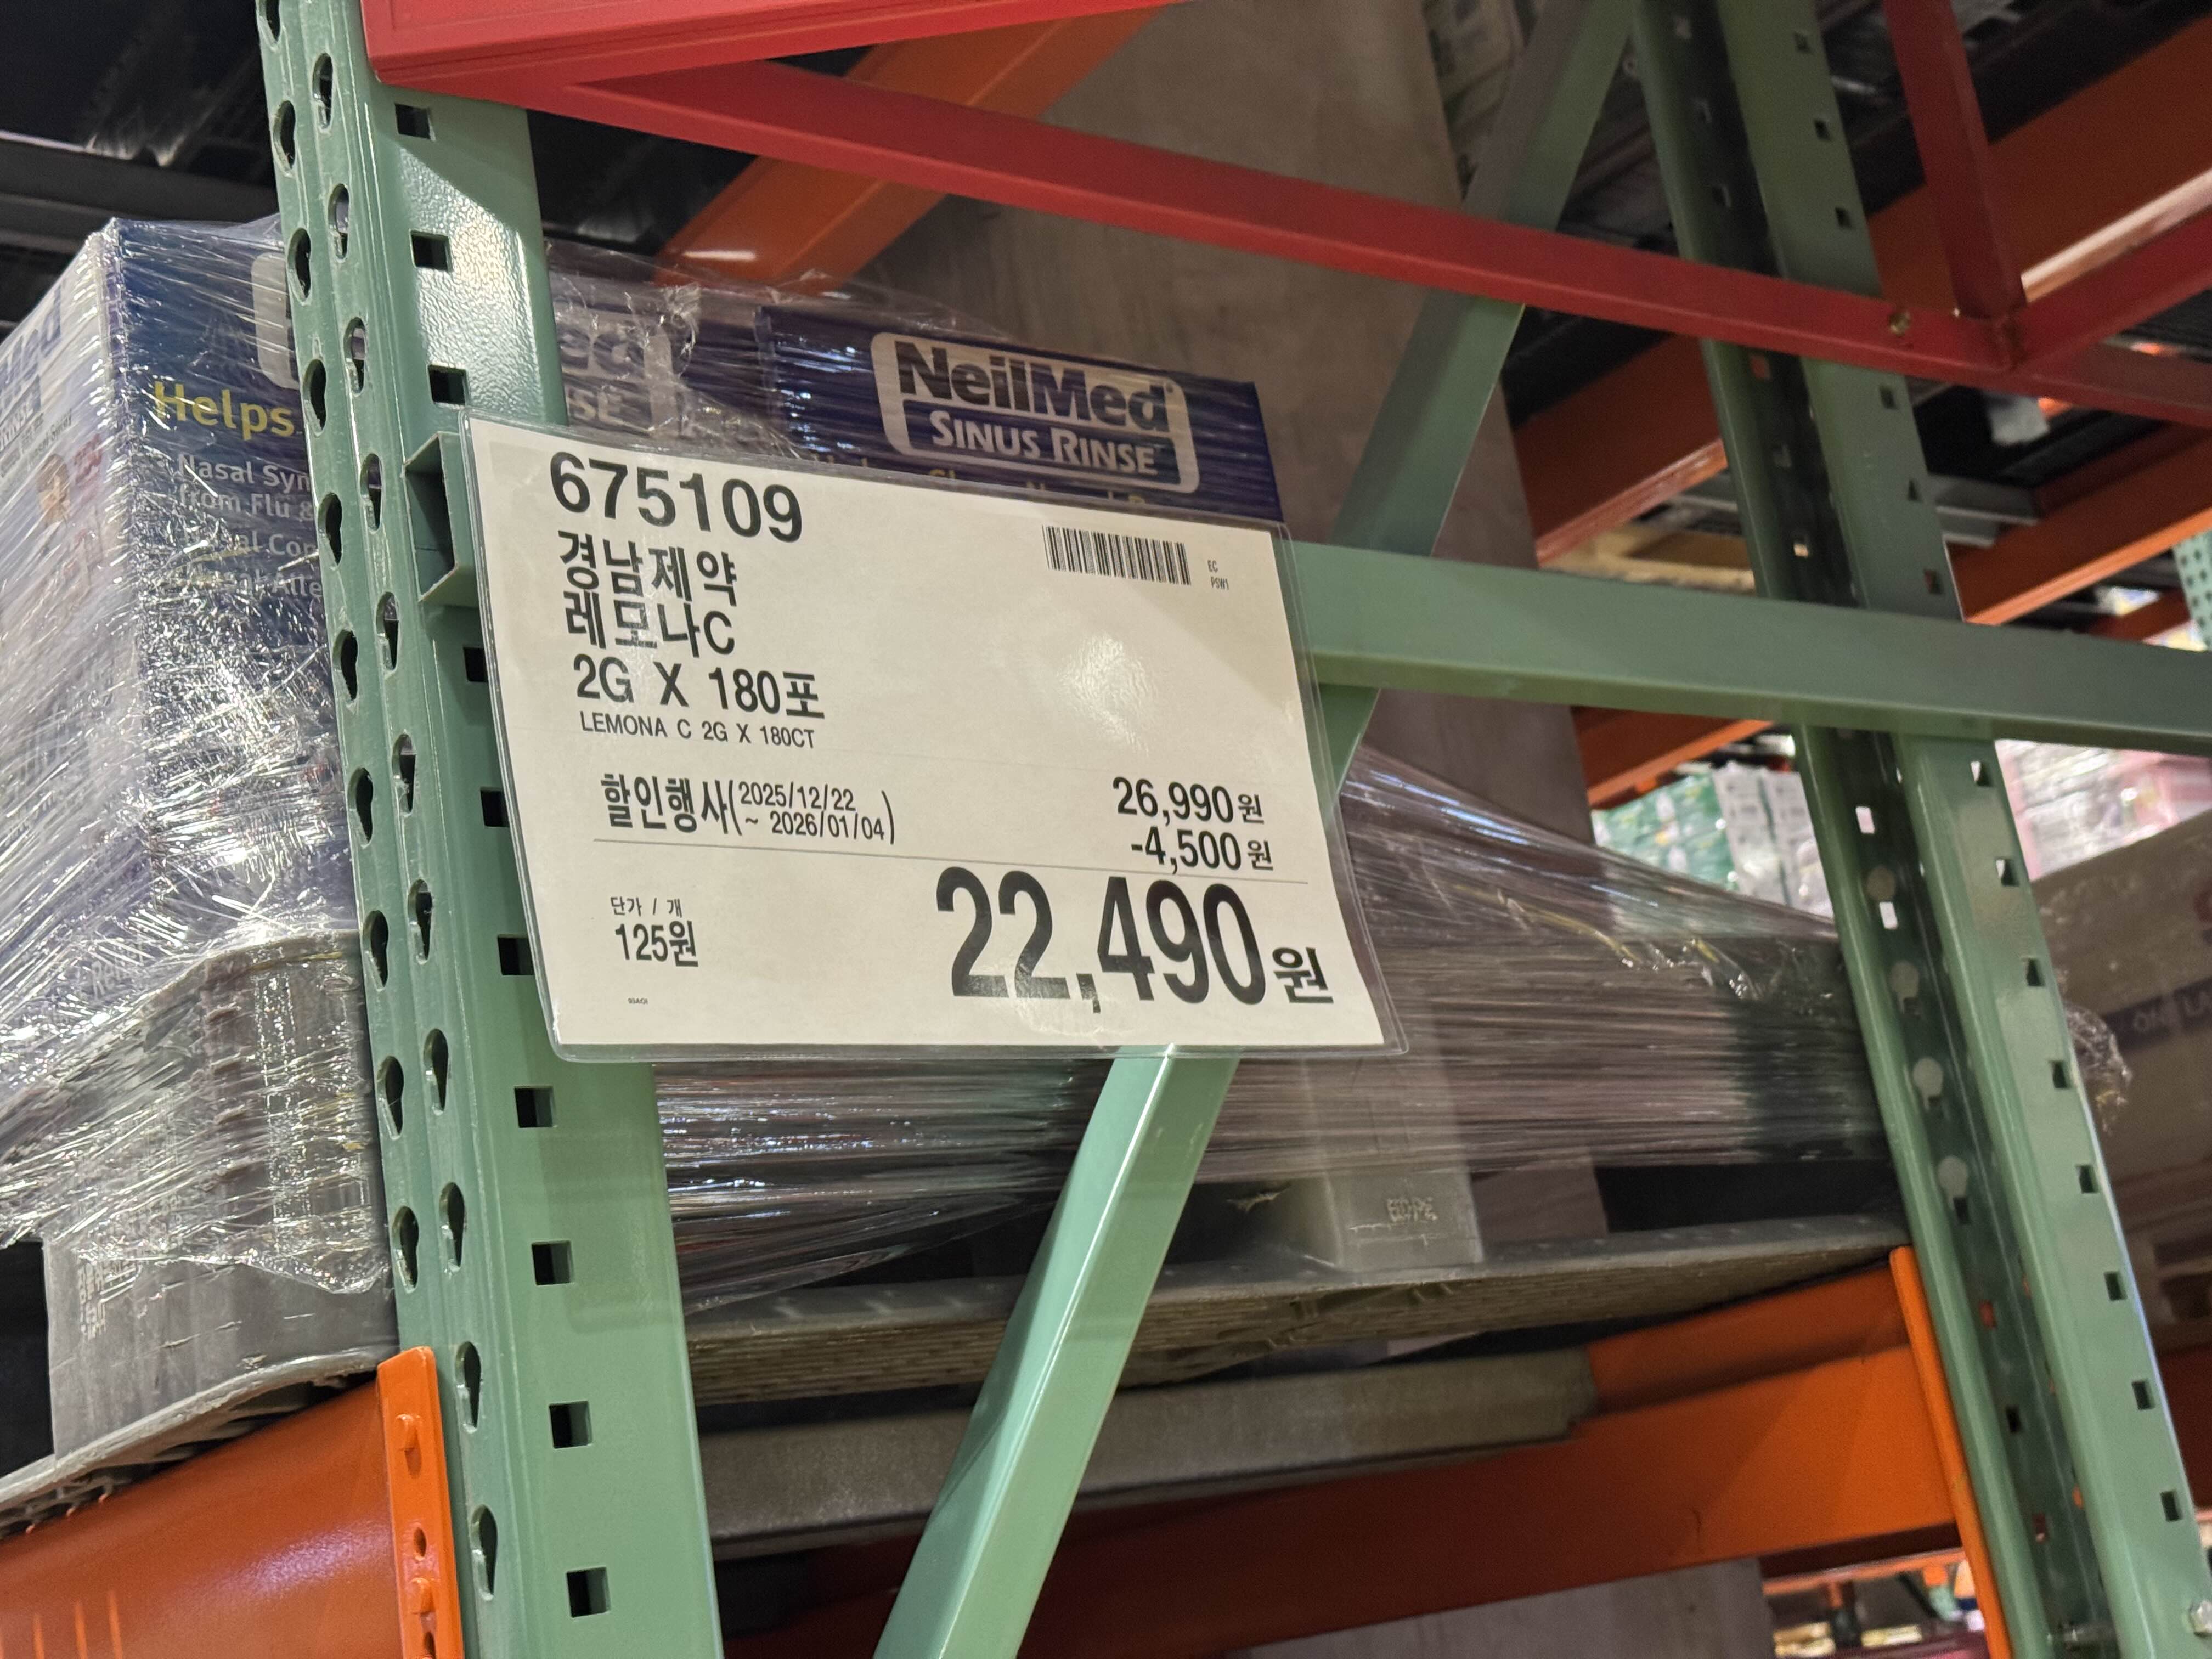 NeilMed
SINUS RINSE
Helps
Nasal
from Flu &
675109
경남제약
레모나C
2G X 180포
LEMONA C 2G X 180CT
EC
PSW1
할인행사(2025/12/22
~ 2026/01/04)
26,990원
-4,500원
단가 / 개
125원
22,490원